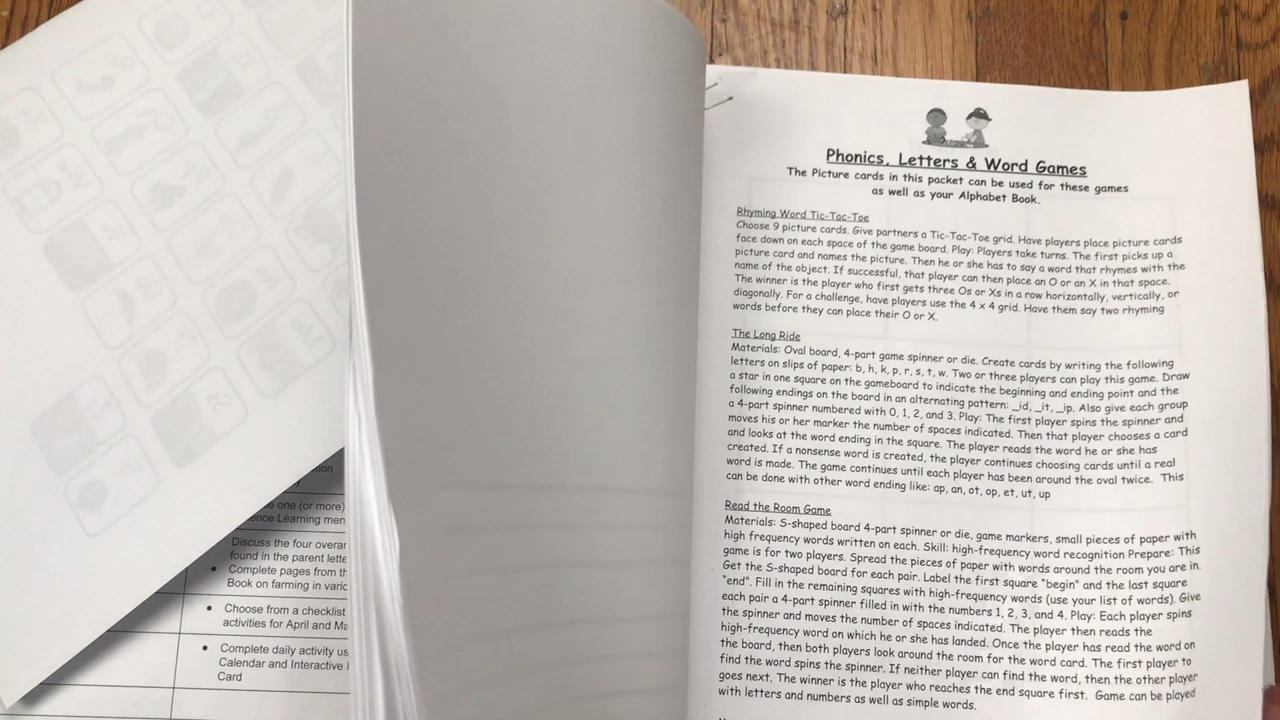 Phonics, Letters & Word Games
The Picture cards in this packet can be used for these games
as well as your Alphabet Book.
Rhyming Word Tic-Tac-Toe
Choose 9 picture cards. Give partners a Tic-Tac-Toe grid. Have players place picture cards
face down on each space of the game board. Play: Players take turns. The first picks up a
picture card and names the picture. Then he or she has to say a word that rhymes with the
name of the object. If successful, that player can then place an O or an X in that space.
The winner is the player who first gets three Os or Xs in a row horizontally, vertically, or
diagonally. For a challenge, have players use the 4 x 4 grid. Have them say two rhyming
words before they can place their O or X.
The Long Ride
Materials: Oval board, 4-part game spinner or die. Create cards by writing the following
letters on slips of paper: b, h, k, p, r, s, t, w. Two or three players can play this game. Draw
a star in one square on the gameboard to indicate the beginning and ending point and the
following endings on the board in an alternating pattern: _id, _it, _ip. Also give each group
a 4-part spinner numbered with 0, 1, 2, and 3. Play: The first player spins the spinner and
moves his or her marker the number of spaces indicated. Then that player chooses a card
and looks at the word ending in the square. The player reads the word he or she has
created. If a nonsense word is created, the player continues choosing cards until a real
word is made. The game continues until each player has been around the oval twice. This
can be done with other word ending like: ap, an, ot, op, et, ut, up
Read the Room Game
Materials: S-shaped board 4-part spinner or die, game markers, small pieces of paper with
high frequency words written on each. Skill: high-frequency word recognition Prepare: This
game is for two players. Spread the pieces of paper with words around the room you are in.
Get the S-shaped board for each pair. Label the first square "begin" and the last square
"end". Fill in the remaining squares with high-frequency words (use your list of words). Give
each pair a 4-part spinner filled in with the numbers 1, 2, 3, and 4. Play: Each player spins
the spinner and moves the number of spaces indicated. The player then reads the
high-frequency word on which he or she has landed. Once the player has read the word on
the board, then both players look around the room for the word card. The first player to
find the word spins the spinner. If neither player can find the word, then the other player
goes next. The winner is the player who reaches the end square first. Game can be played
with letters and numbers as well as simple words.
one (or more)
Learning men
Discuss the four overar
found in the parent lette
• Complete pages from th
Book on farming in vario
• Choose from a checklist
activities for April and Ma
• Complete daily activity us
Calendar and Interactive
Card